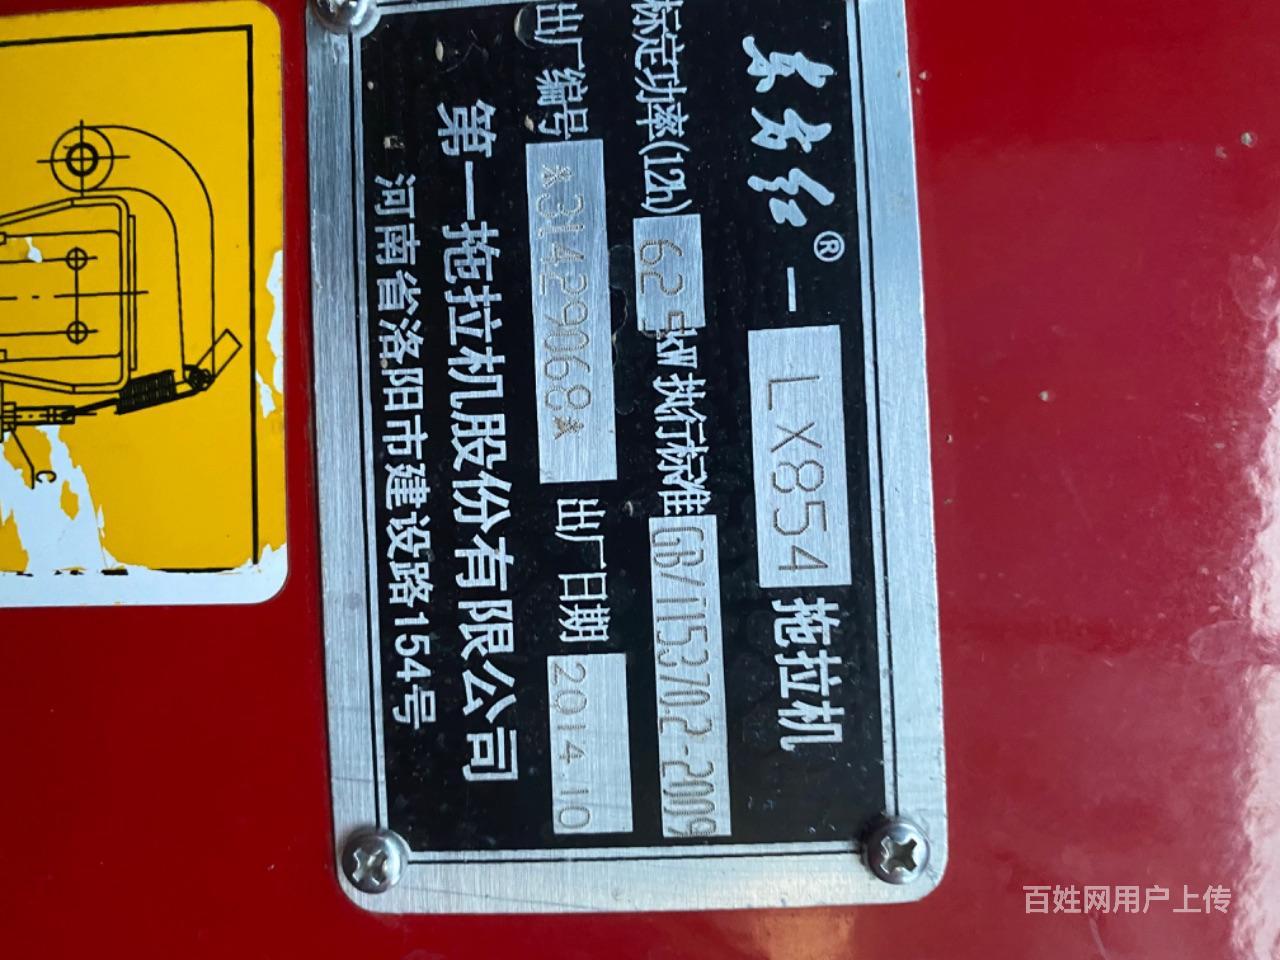 东方红®-LX854拖拉机
标定功率(12h) 62.5kW 执行标准 GB/T15370.2-2009
出厂编号 *31429068* 出厂日期 2014.10
第一拖拉机股份有限公司
河南省洛阳市建设路154号
C
百姓网用户上传